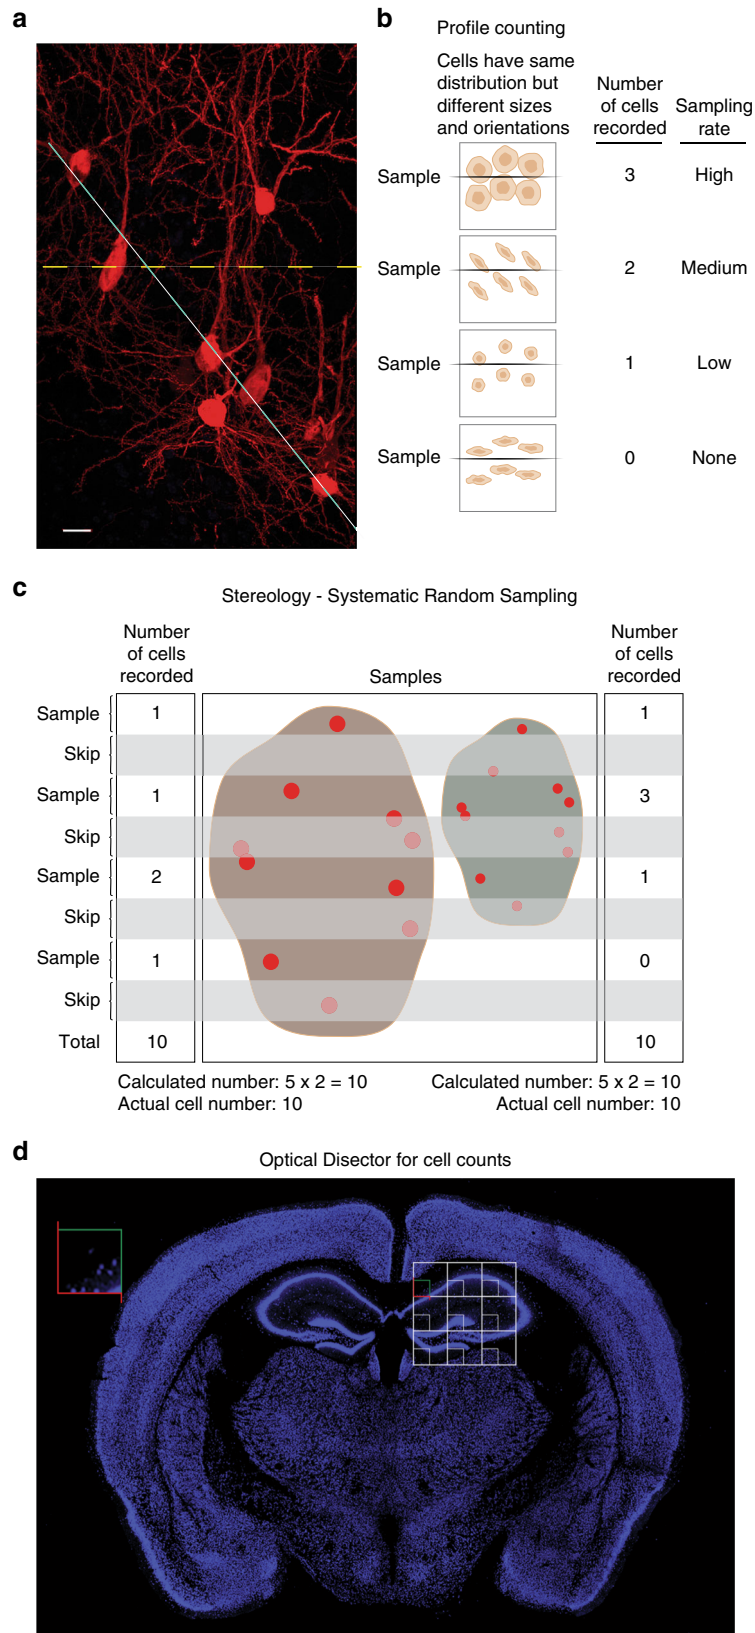 a
b
Profile counting
Cells have same
distribution but
different sizes
and orientations
Number
of cells
recorded
Sampling
rate
Sample
3
High
Sample
2
Medium
Sample
1
Low
Sample
0
None
c
Stereology - Systematic Random Sampling
Number
of cells
recorded
Samples
Number
of cells
recorded
Sample
1
1
Skip
Sample
1
3
Skip
Sample
2
1
Skip
Sample
1
0
Skip
Total
10
10
Calculated number: 5 x 2 = 10
Actual cell number: 10
Calculated number: 5 x 2 = 10
Actual cell number: 10
d
Optical Disector for cell counts